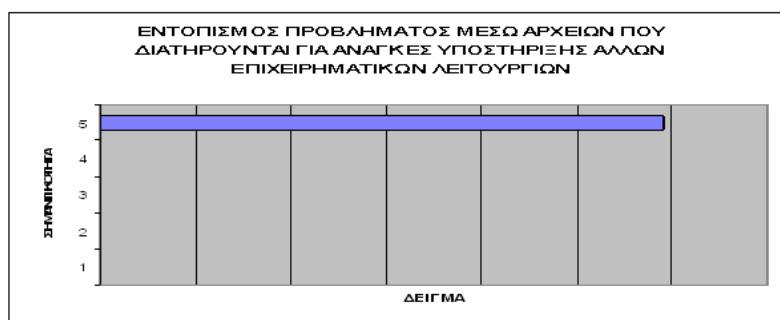 ΕΝΤΟΠΙΣΜΟΣ ΠΡΟΒΛΗΜΑΤΟΣ ΜΕΣΩ ΑΡΧΕΙΩΝ ΠΟΥ
ΔΙΑΤΗΡΟΥΝΤΑΙ ΓΙΑ ΑΝΑΓΚΕΣ ΥΠΟΣΤΗΡΙΞΗΣ ΑΛΛΩΝ
ΕΠΙΧΕΙΡΗΜΑΤΙΚΩΝ ΛΕΙΤΟΥΡΓΙΩΝ
ΣΗΜΑΝΤΙΚΟΤΗΤΑ
5
4
3
2
1
ΔΕΙΓΜΑ